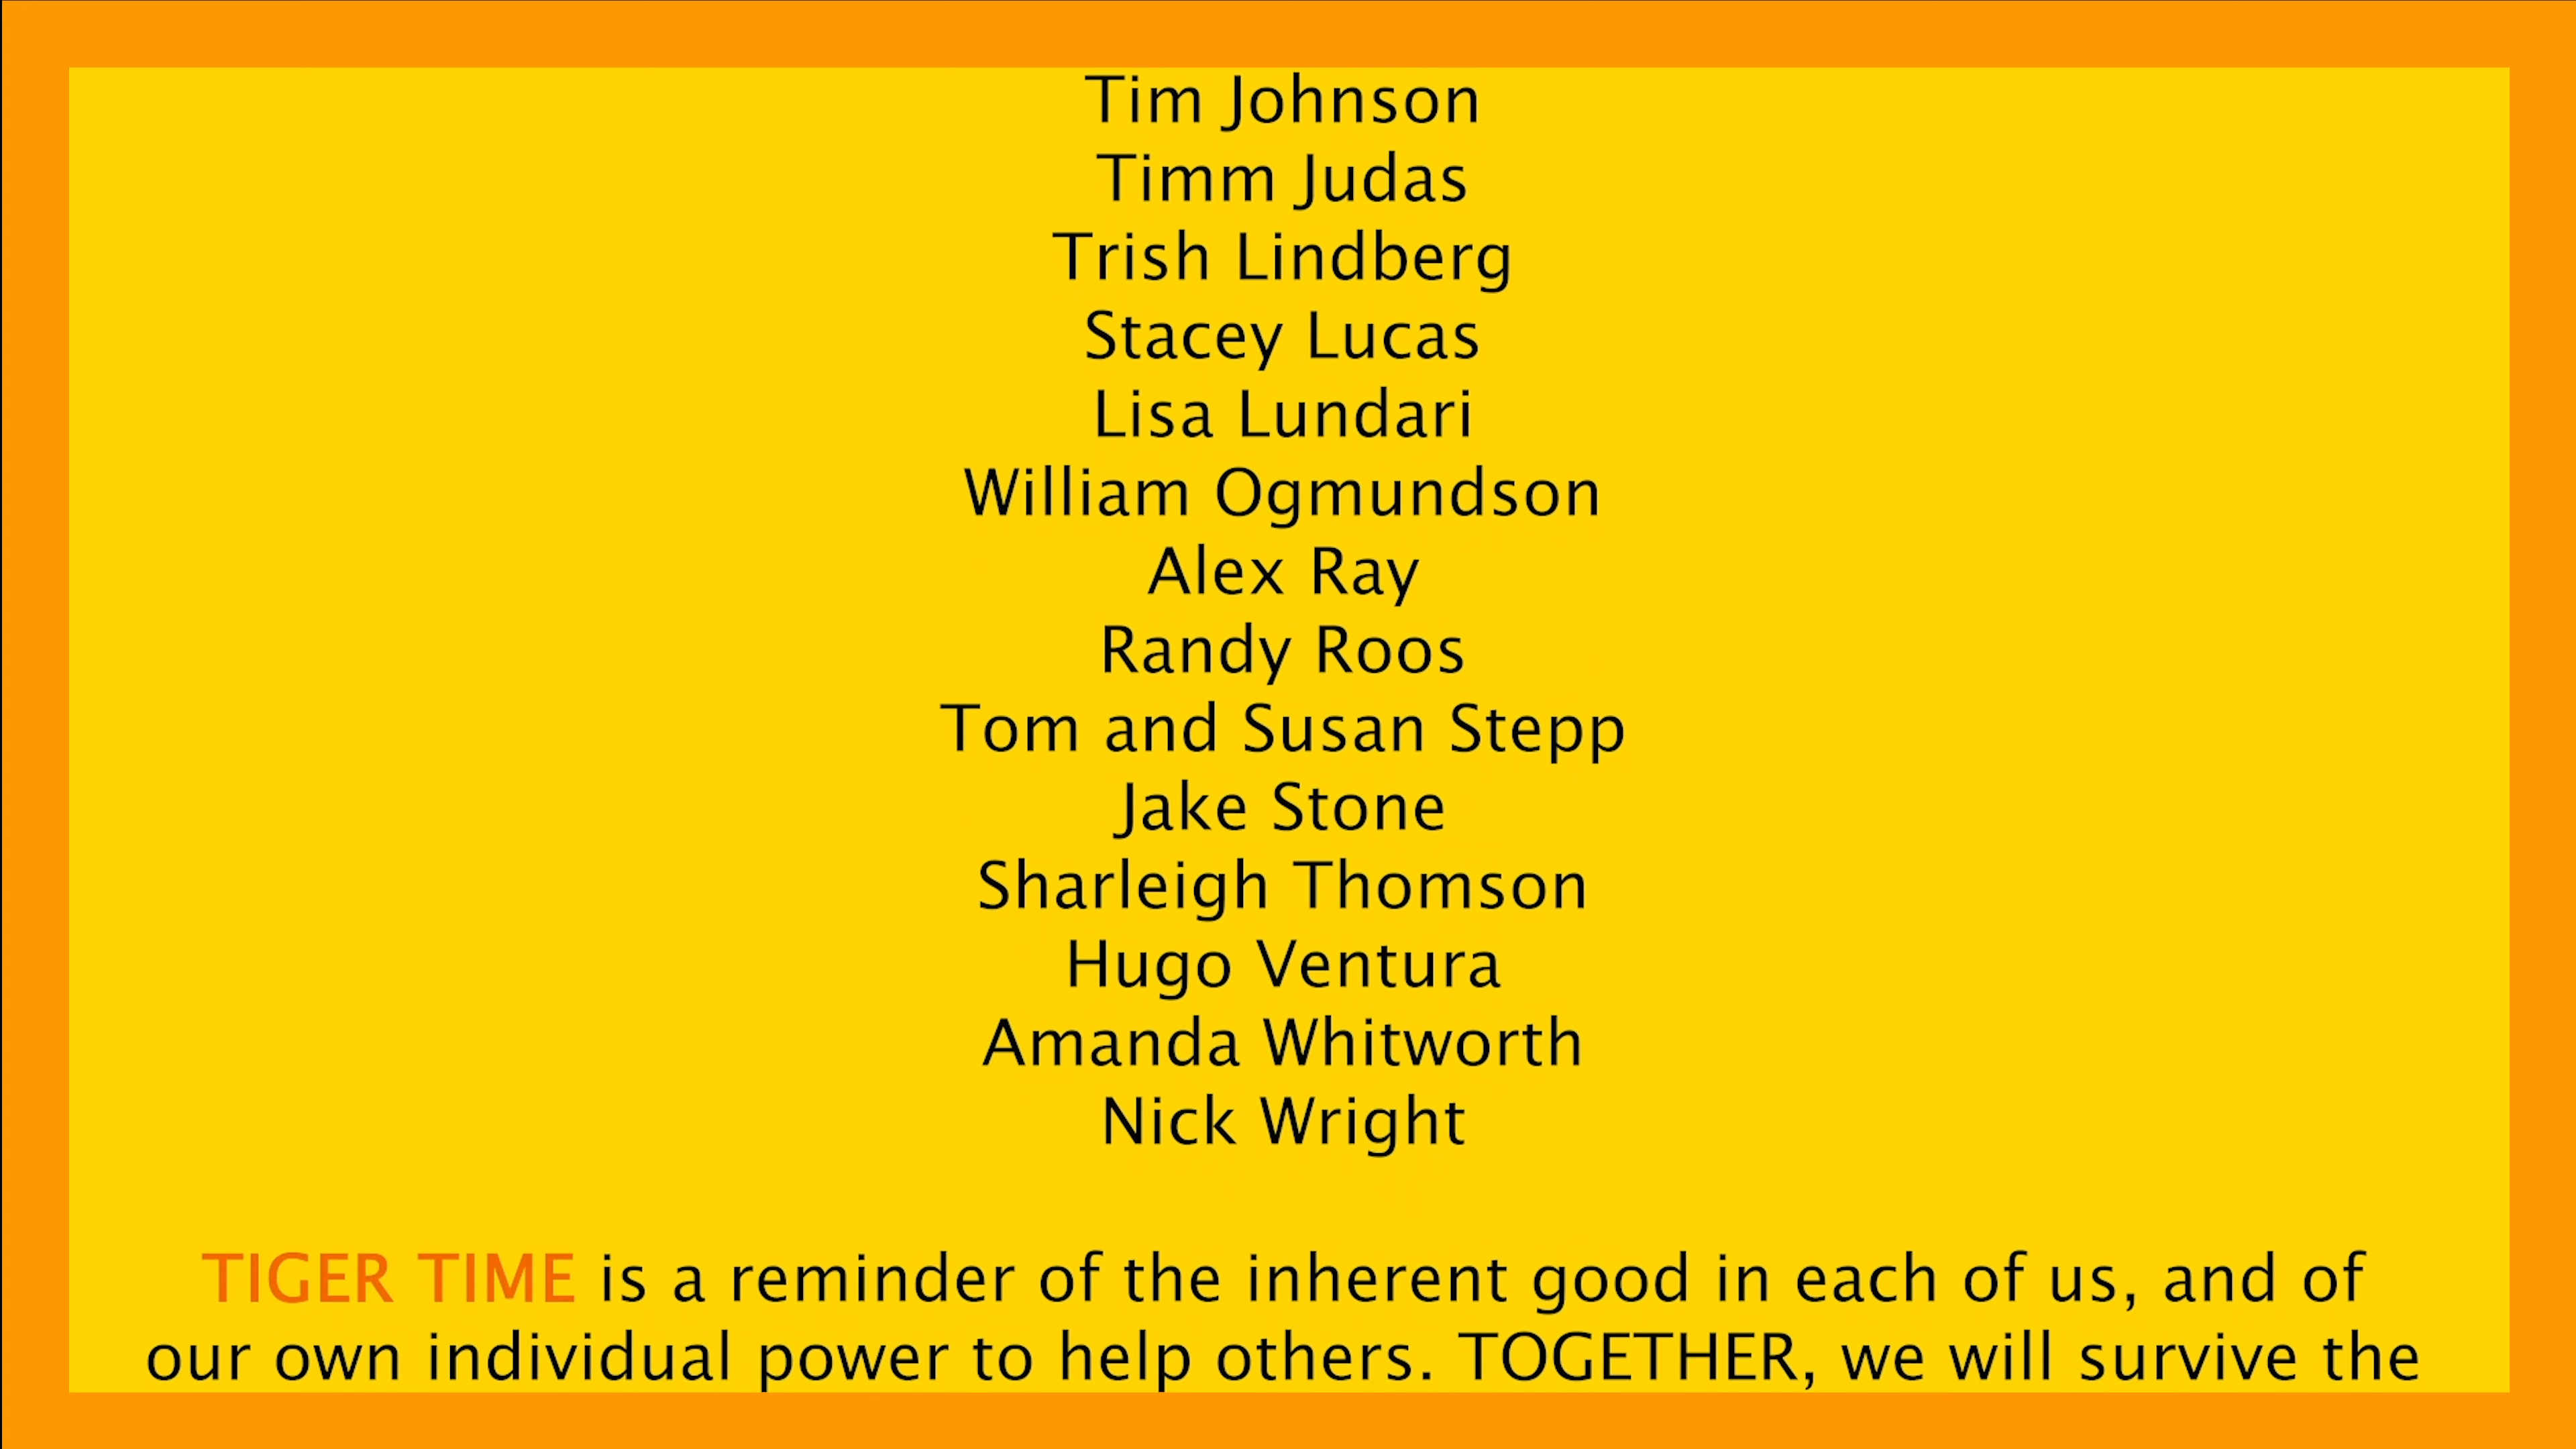 Tim Johnson
Timm Judas
Trish Lindberg
Stacey Lucas
Lisa Lundari
William Ogmundson
Alex Ray
Randy Roos
Tom and Susan Stepp
Jake Stone
Sharleigh Thomson
Hugo Ventura
Amanda Whitworth
Nick Wright
TIGER TIME is a reminder of the inherent good in each of us, and of
our own individual power to help others. TOGETHER, we will survive the